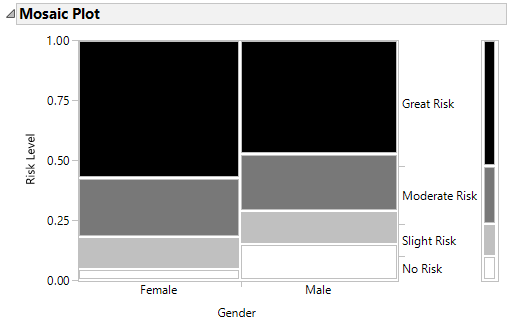 Mosaic Plot
1.00
0.75
0.50
0.25
0.00
Risk Level
Great Risk
Moderate Risk
Slight Risk
No Risk
Female
Male
Gender